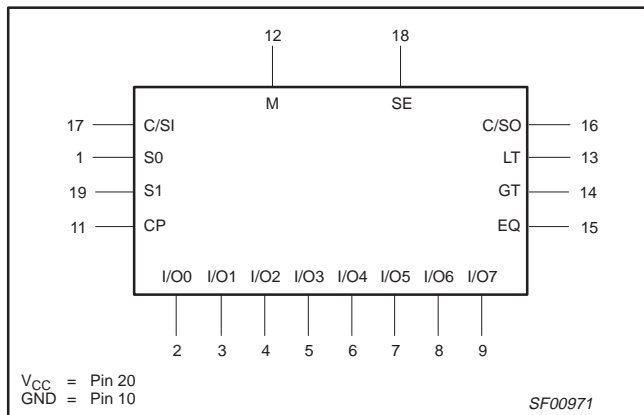 12 18
M SE
17 C/SI C/SO 16
1 S0 LT 13
19 S1 GT 14
11 CP EQ 15
I/O0 I/O1 I/O2 I/O3 I/O4 I/O5 I/O6 I/O7
2 3 4 5 6 7 8 9
VCC = Pin 20
GND = Pin 10
SF00971